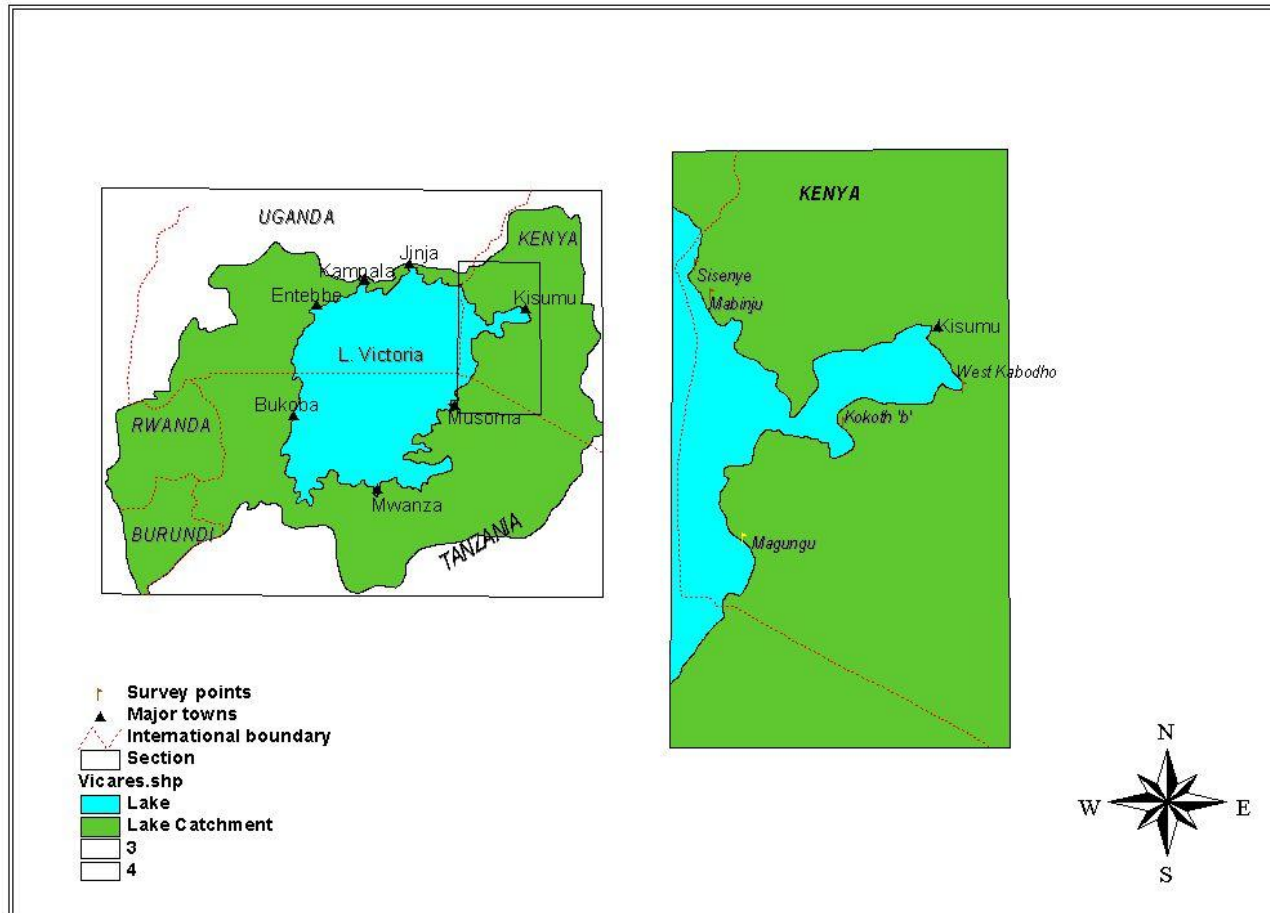 UGANDA
KENYA
Jinja
Kampala
Entebbe
Kisumu
L. Victoria
Bukoba
Musoma
RWANDA
Mwanza
BURUNDI
TANZANIA
KENYA
Sisenye
Mabinju
Kisumu
West Kabodho
Kokoth 'b'
Magungu
Survey points
Major towns
International boundary
Section
Vicares.shp
Lake
Lake Catchment
3
4
N
W E
S